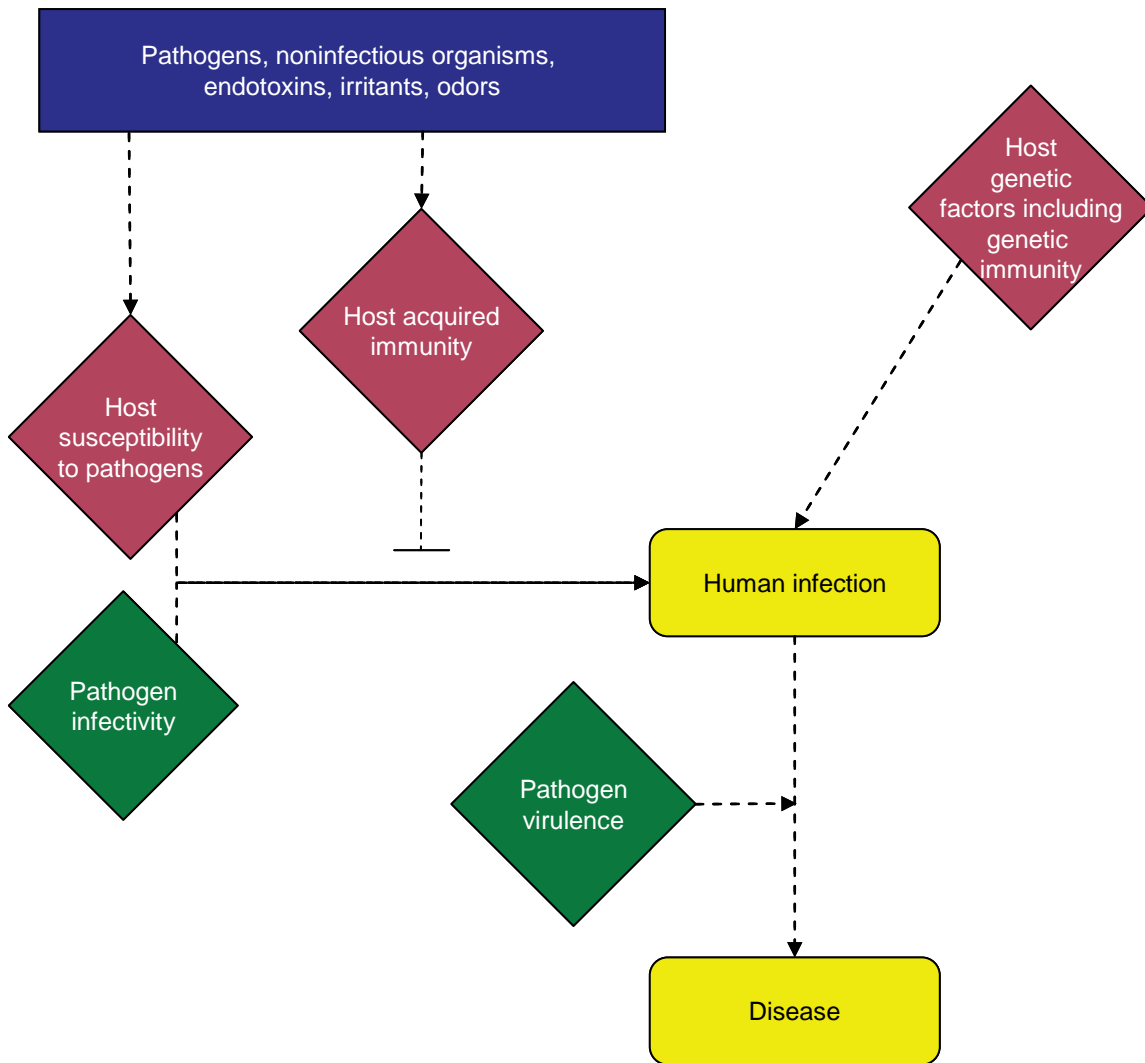 Pathogens, noninfectious organisms,
endotoxins, irritants, odors
Host
genetic
factors including
genetic
immunity
Host acquired
immunity
Host
susceptibility
to pathogens
Human infection
Pathogen
infectivity
Pathogen
virulence
Disease